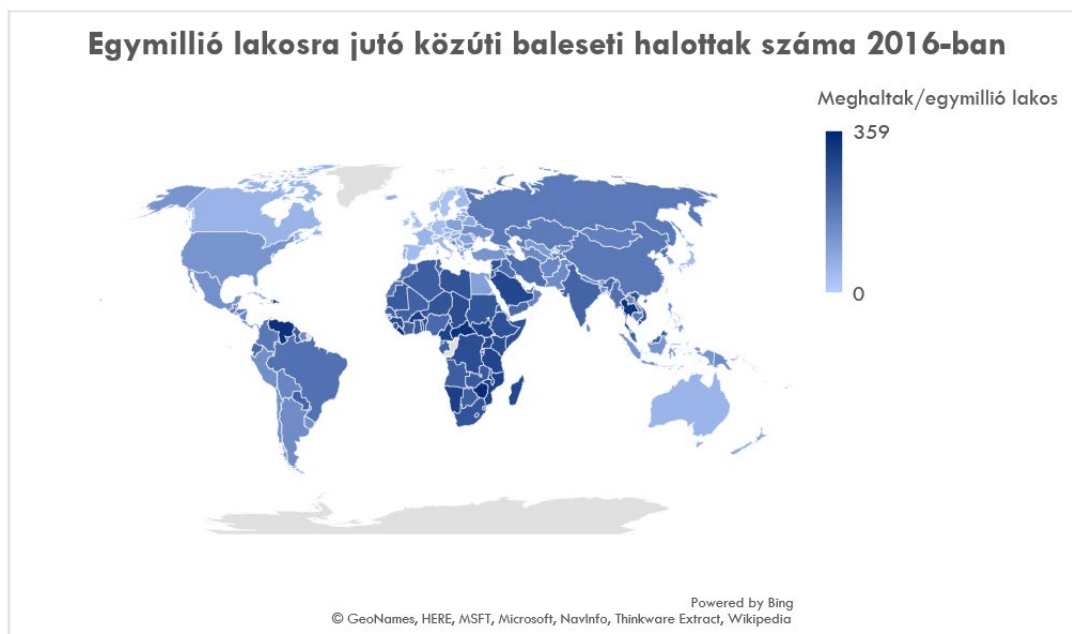 Egymillió lakosra jutó közúti baleseti halottak száma 2016-ban
Meghaltak/egymillió lakos
359
0
Powered by Bing
© GeoNames, HERE, MSFT, Microsoft, NavInfo, Thinkware Extract, Wikipedia